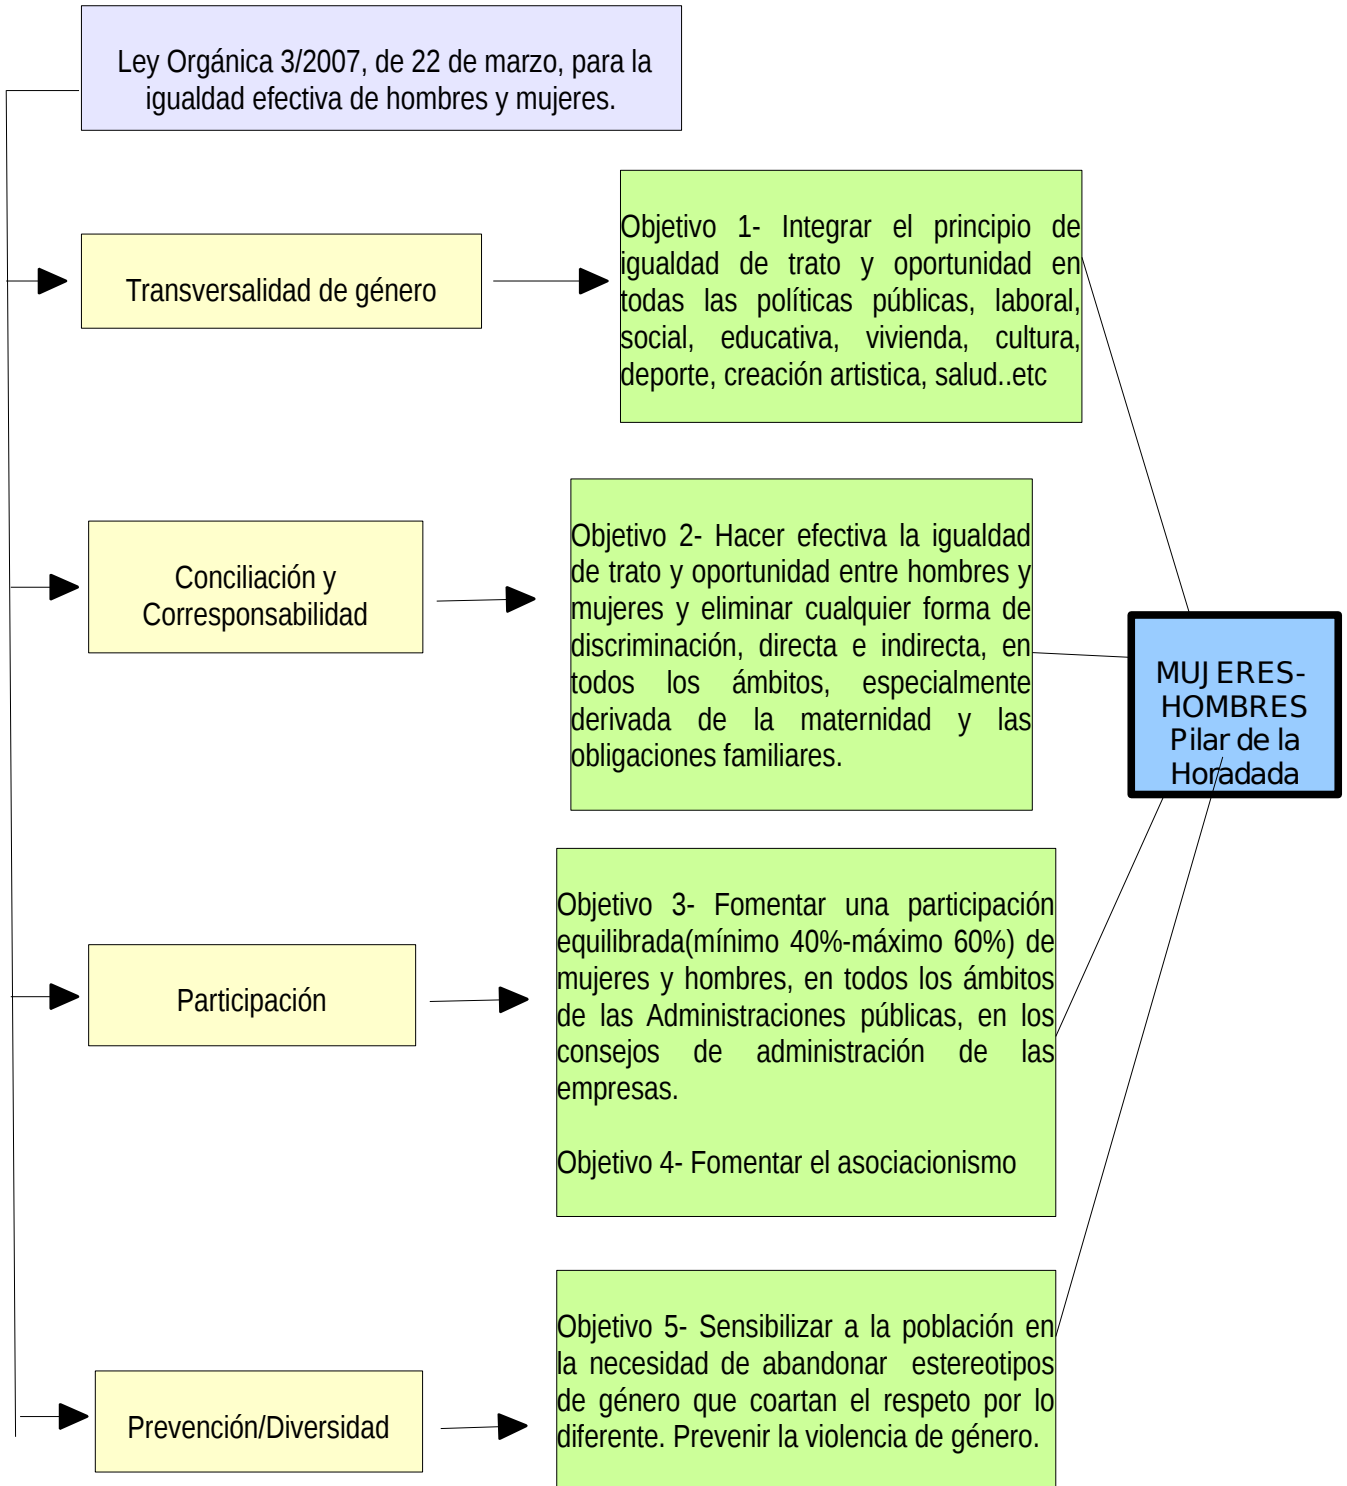 Ley Orgánica 3/2007, de 22 de marzo, para la
igualdad efectiva de hombres y mujeres.
Transversalidad de género
Objetivo 1- Integrar el principio de
igualdad de trato y oportunidad en
todas las políticas públicas, laboral,
social, educativa, vivienda, cultura,
deporte, creación artistica, salud..etc
Conciliación y
Corresponsabilidad
Objetivo 2- Hacer efectiva la igualdad
de trato y oportunidad entre hombres y
mujeres y eliminar cualquier forma de
discriminación, directa e indirecta, en
todos los ámbitos, especialmente
derivada de la maternidad y las
obligaciones familiares.
MUJERES-
HOMBRES
Pilar de la
Horadada
Participación
Objetivo 3- Fomentar una participación
equilibrada(mínimo 40%-máximo 60%) de
mujeres y hombres, en todos los ámbitos
de las Administraciones públicas, en los
consejos de administración de las
empresas.
Objetivo 4- Fomentar el asociacionismo
Prevención/Diversidad
Objetivo 5- Sensibilizar a la población en
la necesidad de abandonar estereotipos
de género que coartan el respeto por lo
diferente. Prevenir la violencia de género.